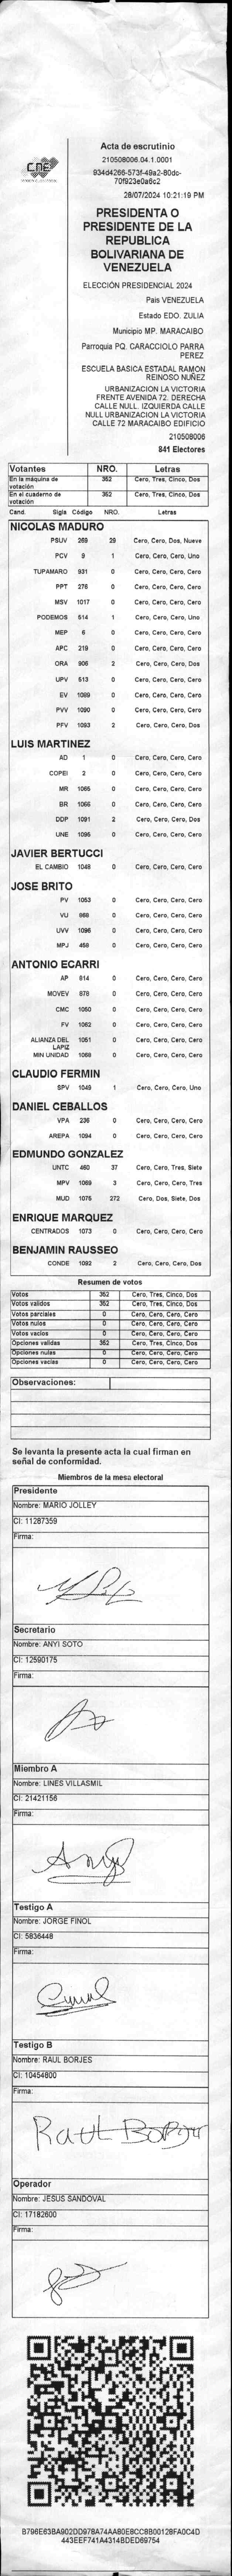 CNE
PODER ELECTORAL
Acta de escrutinio
210508006.04.1.0001
934d4266-573f-49a2-80dc-
70f923e0a6c2
28/07/2024 10:21:19 PM
PRESIDENTA O
PRESIDENTE DE LA
REPUBLICA
BOLIVARIANA DE
VENEZUELA
ELECCIÓN PRESIDENCIAL 2024
Pais VENEZUELA
Estado EDO. ZULIA
Municipio MP. MARACAIBO
Parroquia PQ. CARACCIOLO PARRA
PEREZ
ESCUELA BASICA ESTADAL RAMON
REINOSO NUÑEZ
URBANIZACION LA VICTORIA
FRENTE AVENIDA 72. DERECHA
CALLE NULL. IZQUIERDA CALLE
NULL URBANIZACION LA VICTORIA
CALLE 72 MARACAIBO EDIFICIO
210508006
841 Electores
Votantes NRO. Letras
En la máquina de votación 352 Cero, Tres, Cinco, Dos
En el cuaderno de votación 352 Cero, Tres, Cinco, Dos
Cand. Sigla Código NRO. Letras
NICOLAS MADURO
PSUV 269 29 Cero, Cero, Dos, Nueve
PCV 9 1 Cero, Cero, Cero, Uno
TUPAMARO 931 0 Cero, Cero, Cero, Cero
PPT 276 0 Cero, Cero, Cero, Cero
MSV 1017 0 Cero, Cero, Cero, Cero
PODEMOS 514 1 Cero, Cero, Cero, Uno
MEP 6 0 Cero, Cero, Cero, Cero
APC 219 0 Cero, Cero, Cero, Cero
ORA 906 2 Cero, Cero, Cero, Dos
UPV 513 0 Cero, Cero, Cero, Cero
EV 1089 0 Cero, Cero, Cero, Cero
PVV 1090 0 Cero, Cero, Cero, Cero
PFV 1093 2 Cero, Cero, Cero, Dos
LUIS MARTINEZ
AD 1 0 Cero, Cero, Cero, Cero
COPEI 2 0 Cero, Cero, Cero, Cero
MR 1065 0 Cero, Cero, Cero, Cero
BR 1066 0 Cero, Cero, Cero, Cero
DDP 1091 2 Cero, Cero, Cero, Dos
UNE 1095 0 Cero, Cero, Cero, Cero
JAVIER BERTUCCI
EL CAMBIO 1048 0 Cero, Cero, Cero, Cero
JOSE BRITO
PV 1053 0 Cero, Cero, Cero, Cero
VU 968 0 Cero, Cero, Cero, Cero
UVV 1096 0 Cero, Cero, Cero, Cero
MPJ 459 0 Cero, Cero, Cero, Cero
ANTONIO ECARRI
AP 814 0 Cero, Cero, Cero, Cero
MOVEV 878 0 Cero, Cero, Cero, Cero
CMC 1050 0 Cero, Cero, Cero, Cero
FV 1062 0 Cero, Cero, Cero, Cero
ALIANZA DEL LAPIZ 1051 0 Cero, Cero, Cero, Cero
MIN UNIDAD 1068 0 Cero, Cero, Cero, Cero
CLAUDIO FERMIN
SPV 1049 1 Cero, Cero, Cero, Uno
DANIEL CEBALLOS
VPA 236 0 Cero, Cero, Cero, Cero
AREPA 1094 0 Cero, Cero, Cero, Cero
EDMUNDO GONZALEZ
UNTC 460 37 Cero, Cero, Tres, Siete
MPV 1069 3 Cero, Cero, Cero, Tres
MUD 1075 272 Cero, Dos, Siete, Dos
ENRIQUE MARQUEZ
CENTRADOS 1073 0 Cero, Cero, Cero, Cero
BENJAMIN RAUSSEO
CONDE 1092 2 Cero, Cero, Cero, Dos
Resumen de votos
Votos 352 Cero, Tres, Cinco, Dos
Votos validos 352 Cero, Tres, Cinco, Dos
Votos parciales 0 Cero, Cero, Cero, Cero
Votos nulos 0 Cero, Cero, Cero, Cero
Votos vacios 0 Cero, Cero, Cero, Cero
Opciones validas 352 Cero, Tres, Cinco, Dos
Opciones nulas 0 Cero, Cero, Cero, Cero
Opciones vacias 0 Cero, Cero, Cero, Cero
Observaciones:
Se levanta la presente acta la cual firman en
señal de conformidad.
Miembros de la mesa electoral
Presidente
Nombre: MARIO JOLLEY
CI: 11287359
Firma:
Secretario
Nombre: ANYI SOTO
CI: 12590175
Firma:
Miembro A
Nombre: LINES VILLASMIL
CI: 21421156
Firma:
Testigo A
Nombre: JORGE FINOL
CI: 5836448
Firma:
Testigo B
Nombre: RAUL BORJES
CI: 10454800
Firma:
Raul Borjes
Operador
Nombre: JESUS SANDOVAL
CI: 17182600
Firma:
B796E63BA902DD978A74AA80E8CC8B00128FA0C4D
443EEF741A4314BDED69754